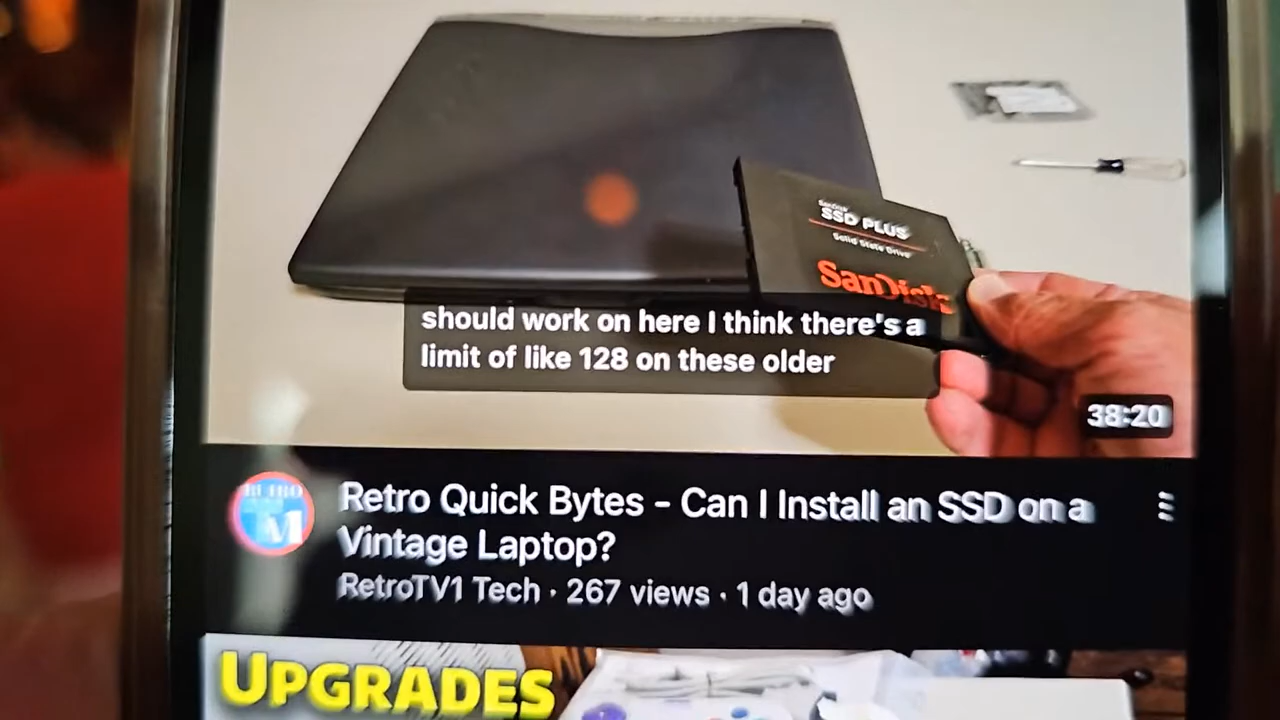 SanDisk
SSD PLUS
Solid State Drive
SanDisk
should work on here I think there's a
limit of like 128 on these older
38:20
RETRO
M
Retro Quick Bytes - Can I Install an SSD on a
Vintage Laptop?
RetroTV1 Tech · 267 views · 1 day ago
UPGRADES